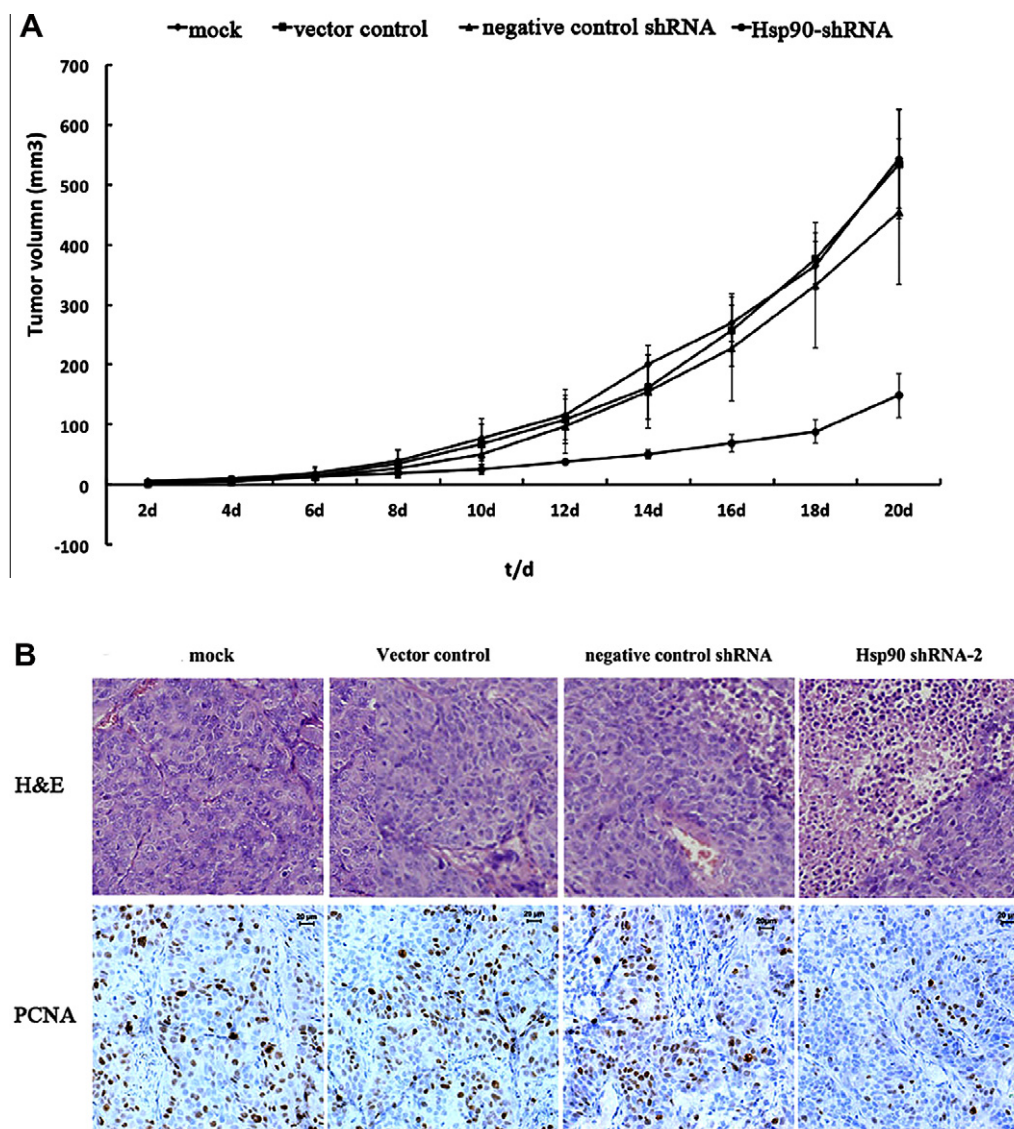 A
mock vector control negative control shRNA Hsp90-shRNA
700
600
500
400
300
200
100
0
-100
Tumor volumn (mm3)
2d 4d 6d 8d 10d 12d 14d 16d 18d 20d
t/d
B
mock Vector control negative control shRNA Hsp90 shRNA-2
H&E
PCNA
20 μm 20 μm 20μm 20 μm